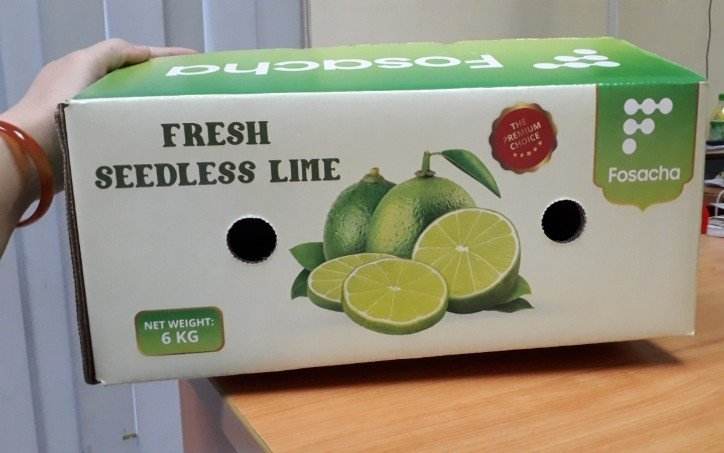 Fosacha F
FRESH
SEEDLESS LIME
THE
PREMIUM
CHOICE
F
Fosacha
NET WEIGHT:
6 KG